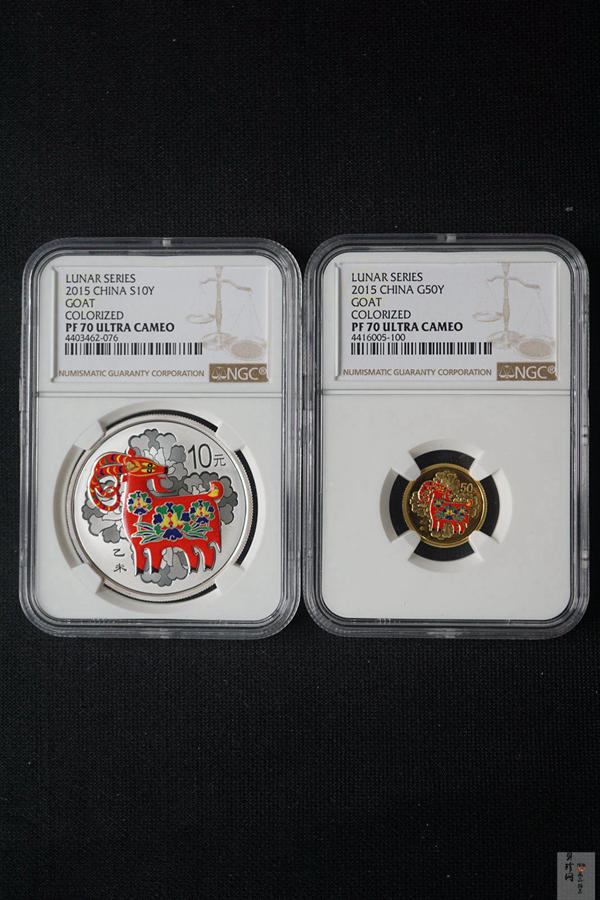 LUNAR SERIES
2015 CHINA S10Y
GOAT
COLORIZED
PF 70 ULTRA CAMEO
4403462-076
NUMISMATIC GUARANTY CORPORATION
NGC®
10元
乙
未
LUNAR SERIES
2015 CHINA G50Y
GOAT
COLORIZED
PF 70 ULTRA CAMEO
4416005-100
NUMISMATIC GUARANTY CORPORATION
NGC®
50